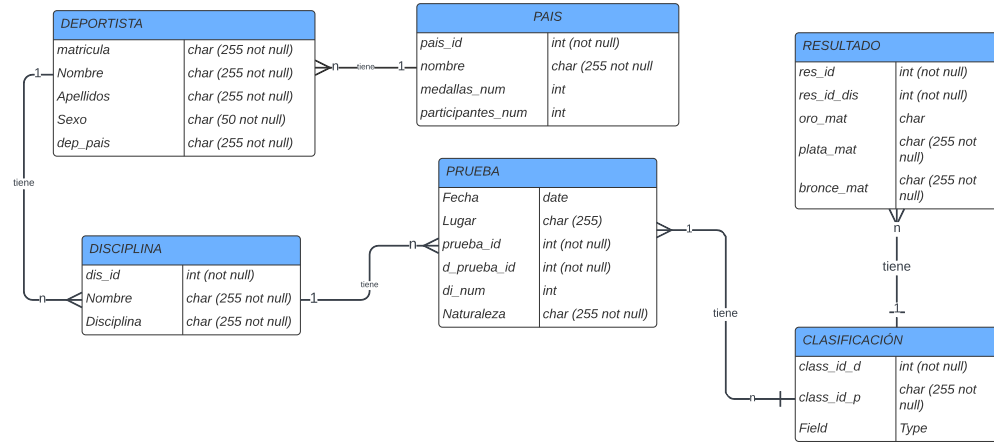 DEPORTISTA
matricula char (255 not null)
Nombre char (255 not null)
Apellidos char (255 not null)
Sexo char (50 not null)
dep_pais char (255 not null)
n tiene 1
PAIS
pais_id int (not null)
nombre char (255 not null
medallas_num int
participantes_num int
RESULTADO
res_id int (not null)
res_id_dis int (not null)
oro_mat char
plata_mat char (255 not
null)
bronce_mat char (255 not
null)
1
tiene
n
DISCIPLINA
dis_id int (not null)
Nombre char (255 not null)
Disciplina char (255 not null)
1
tiene
n
PRUEBA
Fecha date
Lugar char (255)
prueba_id int (not null)
d_prueba_id int (not null)
di_num int
Naturaleza char (255 not null)
1
tiene
n
n
tiene
1
CLASIFICACIÓN
class_id_d int (not null)
class_id_p char (255 not
null)
Field Type